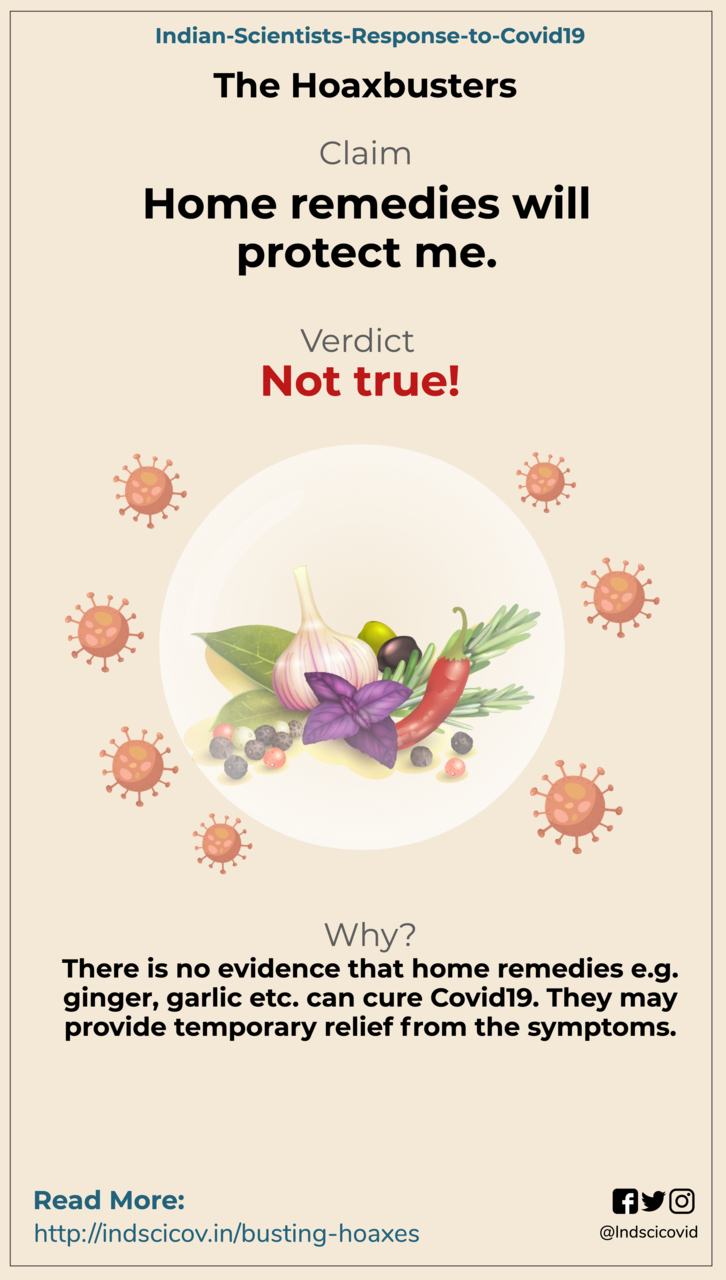 Indian-Scientists-Response-to-Covid19
The Hoaxbusters
Claim
Home remedies will
protect me.
Verdict
Not true!
Why?
There is no evidence that home remedies e.g.
ginger, garlic etc. can cure Covid19. They may
provide temporary relief from the symptoms.
Read More:
http://indscicov.in/busting-hoaxes
@Indscicovid